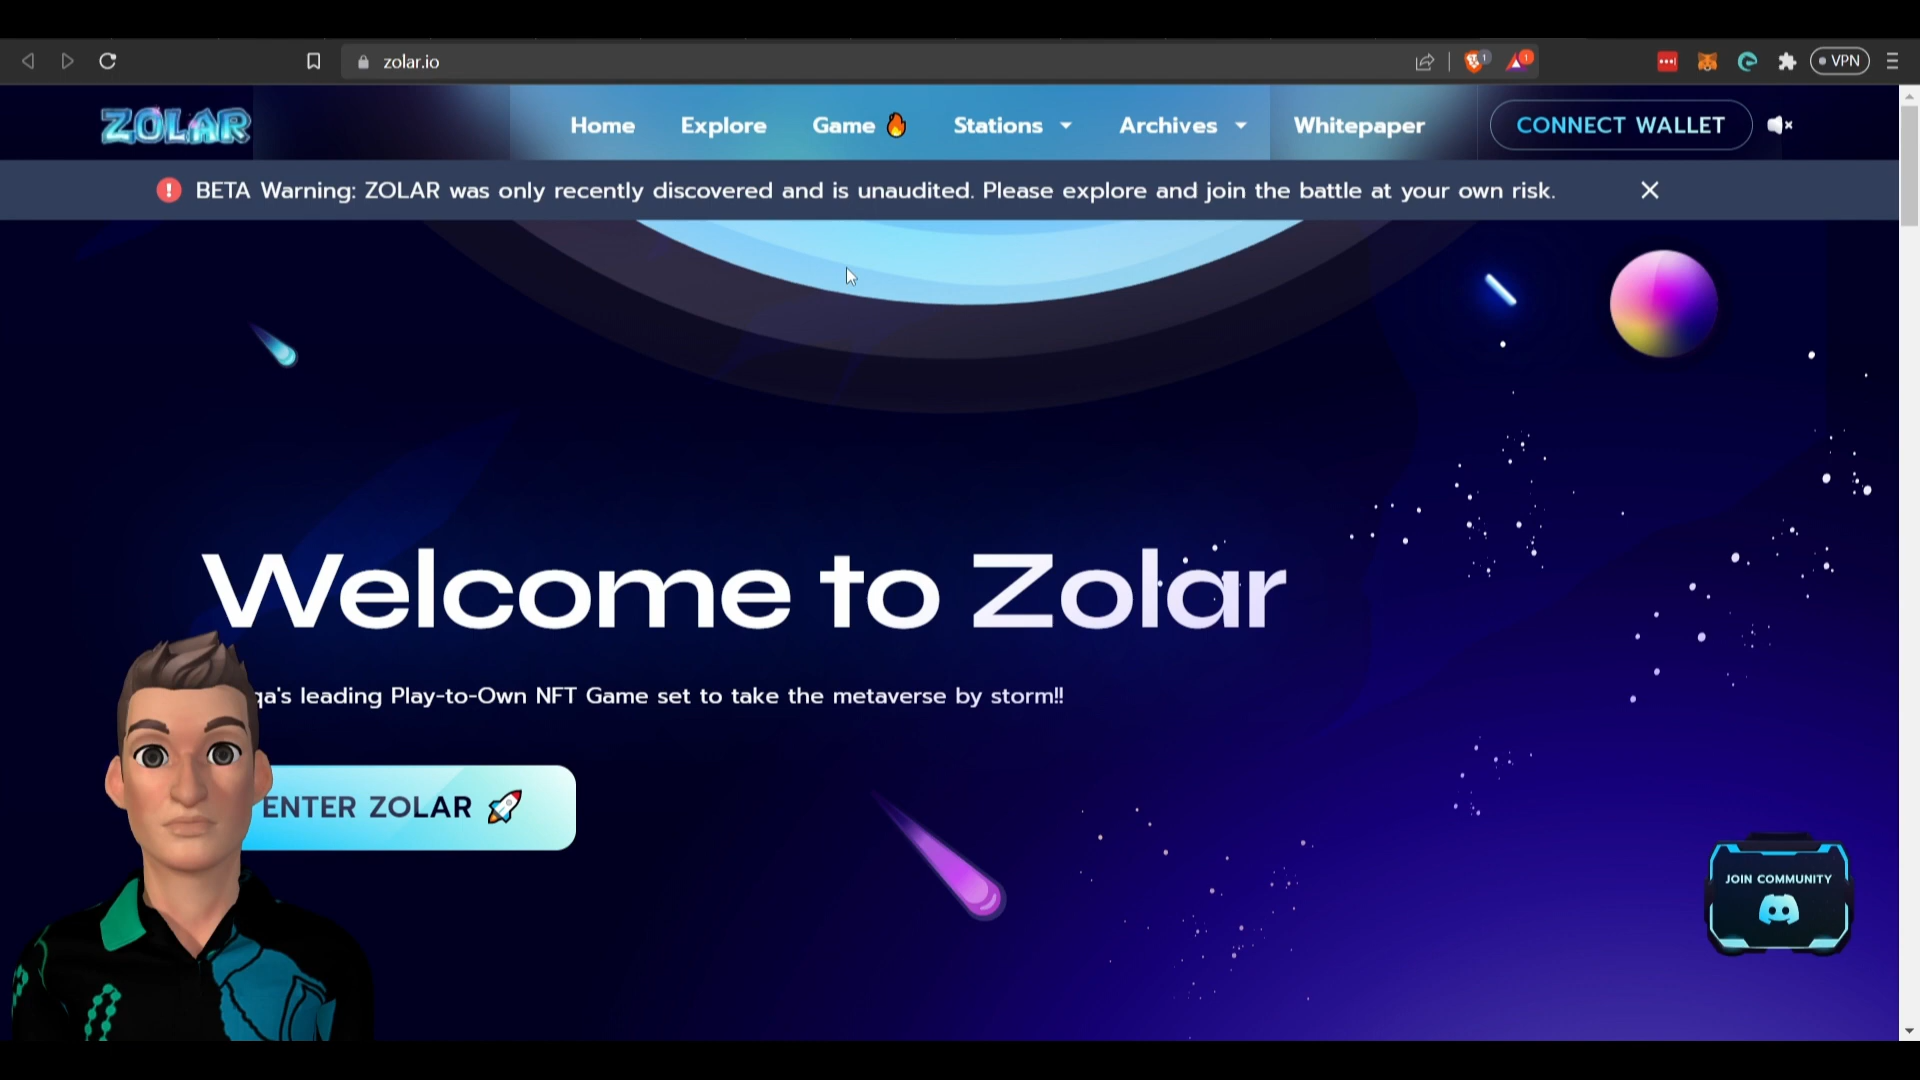 zolar.io
1
1
VPN
ZOLAR
Home
Explore
Game
Stations
Archives
Whitepaper
CONNECT WALLET
BETA Warning: ZOLAR was only recently discovered and is unaudited. Please explore and join the battle at your own risk.
Welcome to Zolar
leading Play-to-Own NFT Game set to take the metaverse by storm!!
ENTER ZOLAR
JOIN COMMUNITY